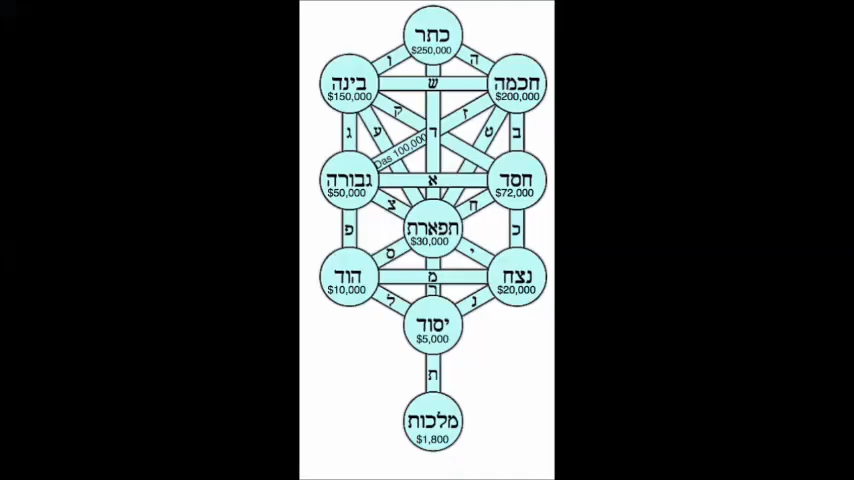 כתר
$250,000
ו
ה
בינה
$150,000
ש
חכמה
$200,000
ק
ז
ג
ע
ד
ט
ב
Das 100,000
גבורה
$50,000
א
חסד
$72,000
צ
ח
תפארת
$30,000
פ
כ
ס
י
הוד
$10,000
מ
נצח
$20,000
ר
ל
נ
יסוד
$5,000
ת
מלכות
$1,800